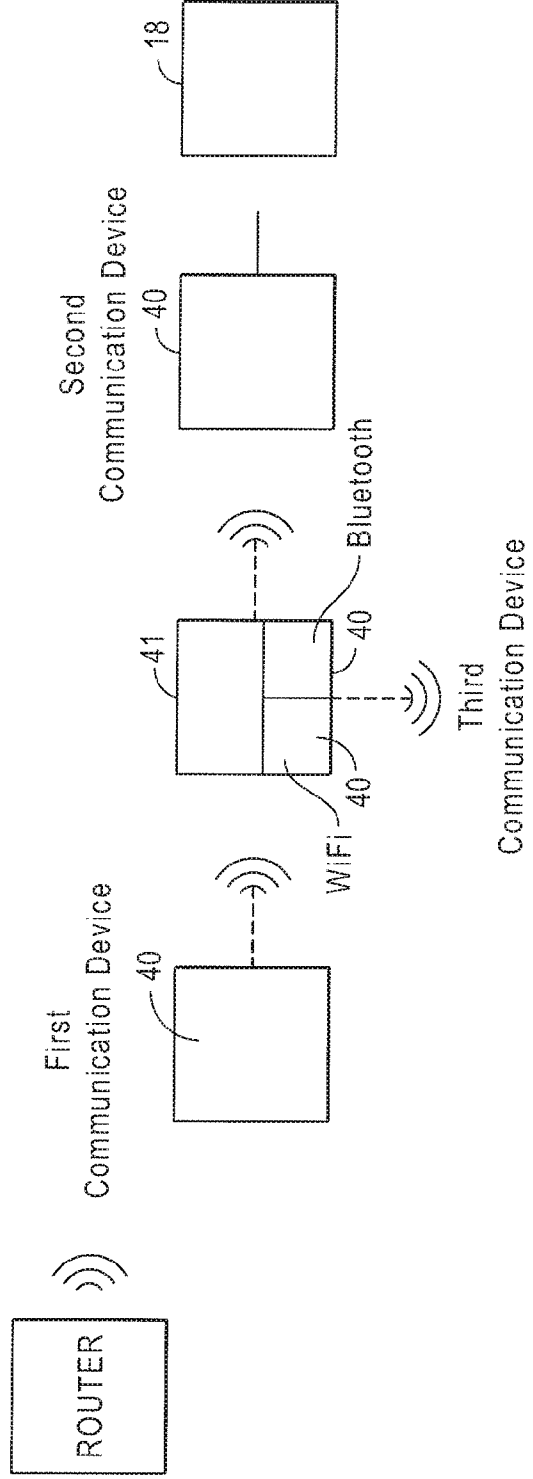 ROUTER
First
Communication Device
40
WiFi
40
41
40
Bluetooth
Third
Communication Device
Second
Communication Device
40
18